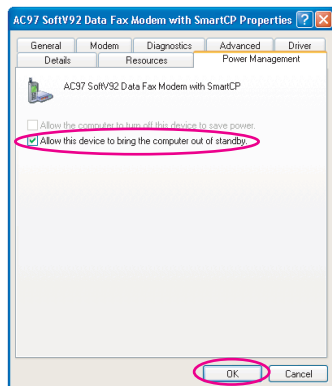 AC97 SoftV92 Data Fax Modem with SmartCP Properties
General Modem Diagnostics Advanced Driver
Details Resources Power Management
AC97 SoftV92 Data Fax Modem with SmartCP
Allow the computer to turn off this device to save power.
Allow this device to bring the computer out of standby.
OK Cancel